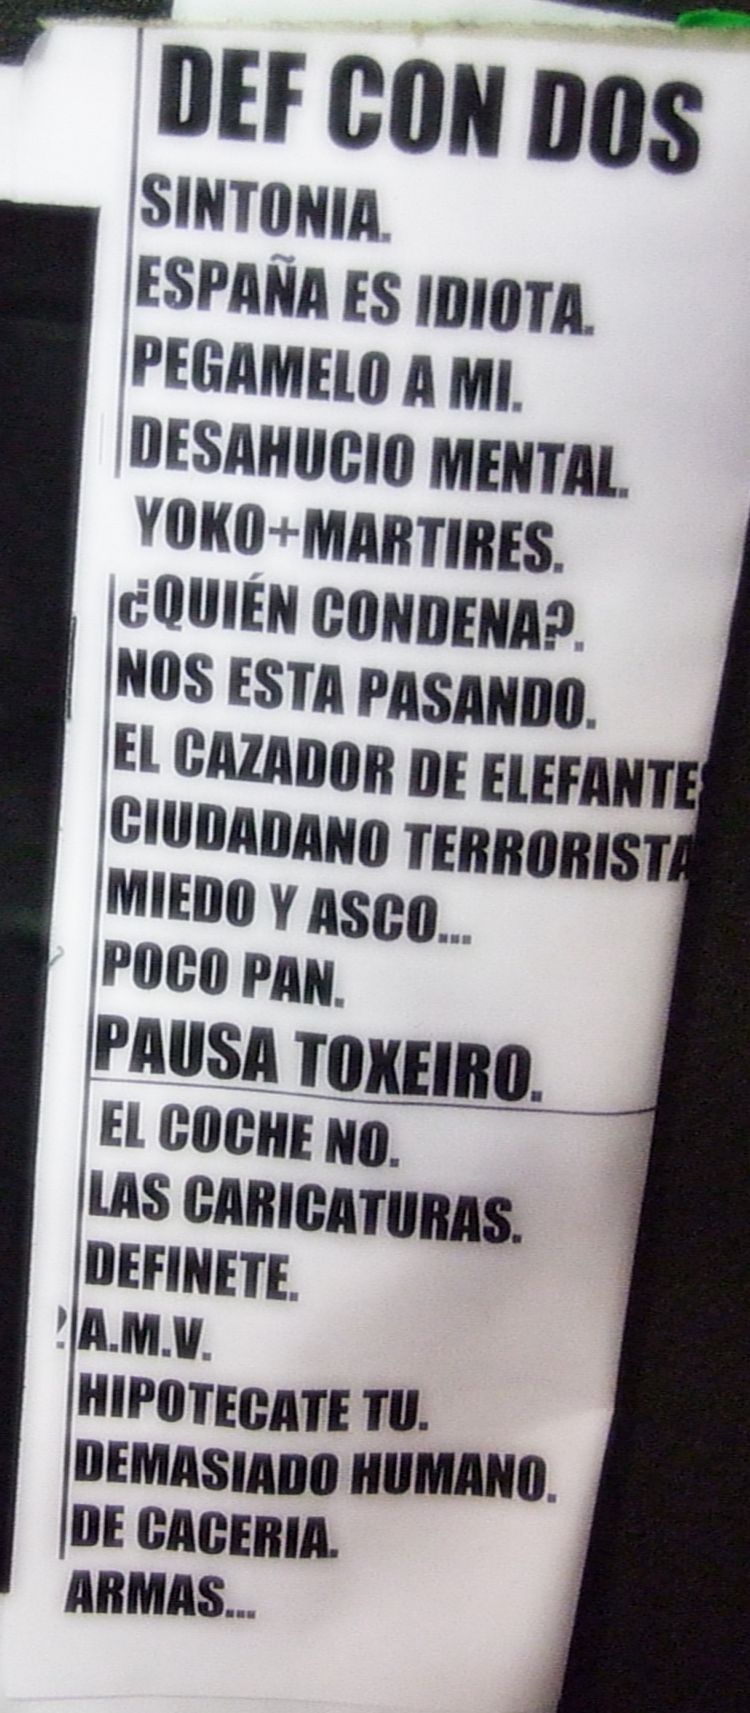 DEF CON DOS
SINTONIA.
ESPAÑA ES IDIOTA.
PEGAMELO A MI.
DESAHUCIO MENTAL.
YOKO+MARTIRES.
¿QUIÉN CONDENA?.
NOS ESTA PASANDO.
EL CAZADOR DE ELEFANTES
CIUDADANO TERRORISTA
MIEDO Y ASCO...
POCO PAN.
PAUSA TOXEIRO.
EL COCHE NO.
LAS CARICATURAS.
DEFINETE.
A.M.V.
HIPOTECATE TU.
DEMASIADO HUMANO.
DE CACERIA.
ARMAS...